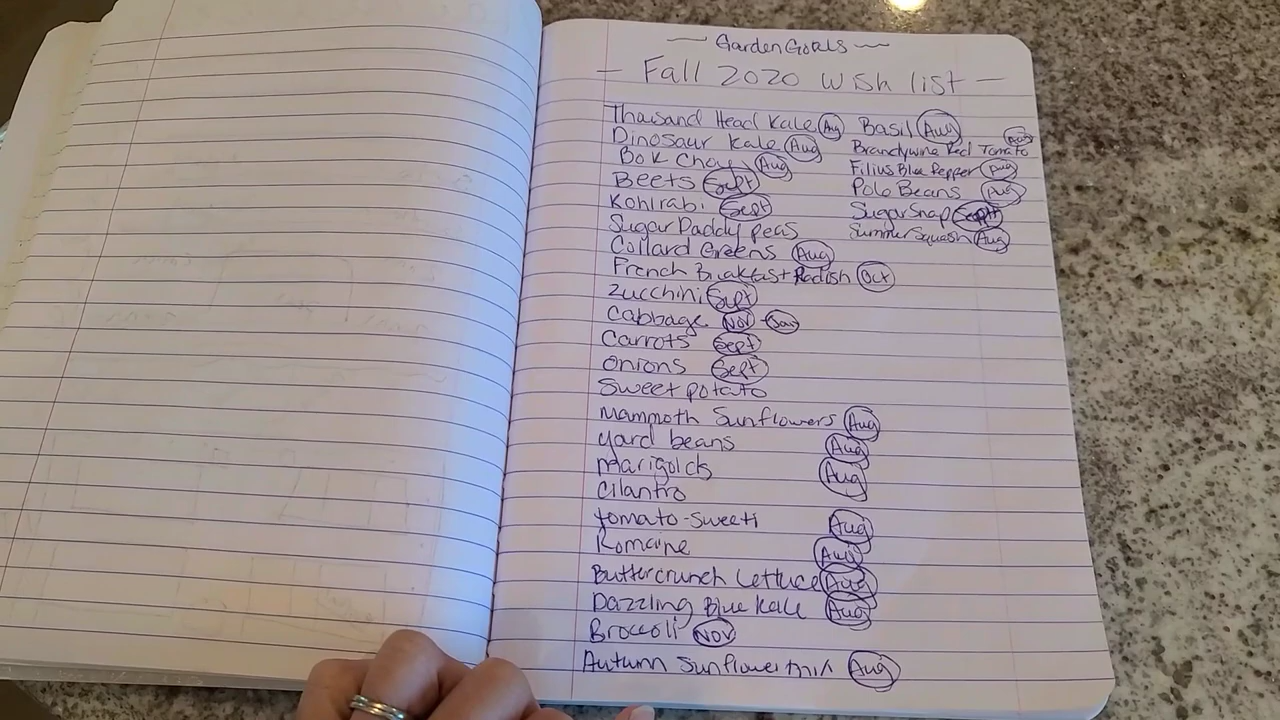 Garden Goals
Fall 2020 Wish list
Thousand Head Kale Aug
Dinosaur Kale Aug
Bok Choy Aug
Beets Sept
Kohlrabi Sept
Sugar Daddy peas
Collard Greens Aug
French Breakfast Radish Oct
Zucchini Sept
Cabbage Nov - Jan
Carrots Sept
Onions Sept
Sweet potato
Mammoth Sunflowers Aug
Yard beans Aug
Marigolds Aug
Cilantro
tomato-Sweeti Aug
Romaine Aug
Buttercrunch Lettuce Aug
Dazzling Blue Kale Aug
Broccoli Nov
Autumn Sunflower mix Aug
Basil Aug
Brandywine Red Tomato Aug
Filius Blue Pepper Aug
Pole Beans Aug
Sugar Snap Sept
Summer Squash Aug